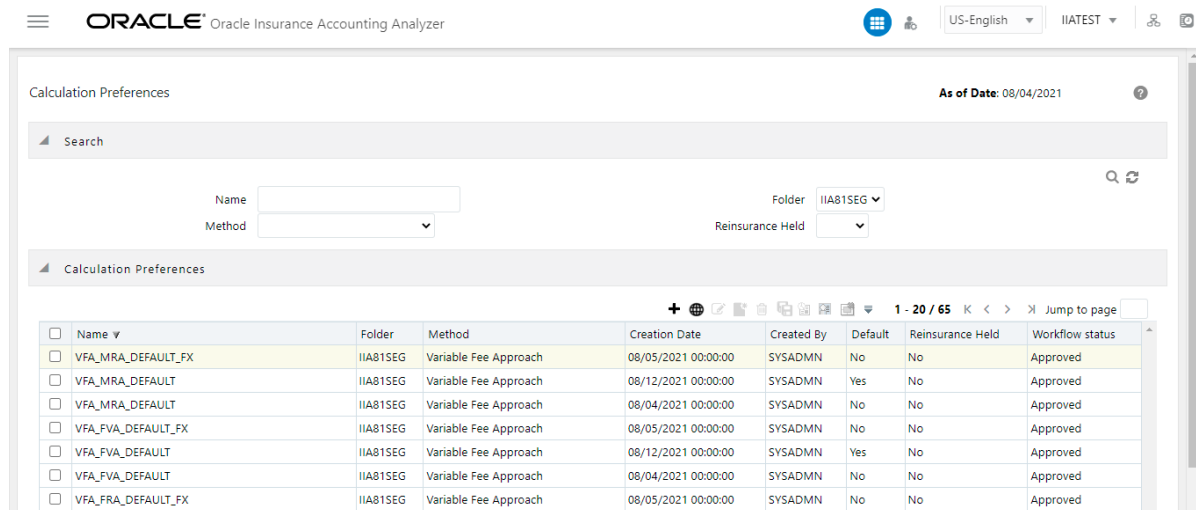 ORACLE® Oracle Insurance Accounting Analyzer US-English IIATEST
Calculation Preferences As of Date: 08/04/2021
Search
Name Folder IIA81SEG
Method Reinsurance Held
Calculation Preferences
1 - 20 / 65 Jump to page
Name Folder Method Creation Date Created By Default Reinsurance Held Workflow status
VFA_MRA_DEFAULT_FX IIA81SEG Variable Fee Approach 08/05/2021 00:00:00 SYSADMN No No Approved
VFA_MRA_DEFAULT IIA81SEG Variable Fee Approach 08/12/2021 00:00:00 SYSADMN Yes No Approved
VFA_MRA_DEFAULT IIA81SEG Variable Fee Approach 08/04/2021 00:00:00 SYSADMN No No Approved
VFA_FVA_DEFAULT_FX IIA81SEG Variable Fee Approach 08/05/2021 00:00:00 SYSADMN No No Approved
VFA_FVA_DEFAULT IIA81SEG Variable Fee Approach 08/12/2021 00:00:00 SYSADMN Yes No Approved
VFA_FVA_DEFAULT IIA81SEG Variable Fee Approach 08/04/2021 00:00:00 SYSADMN No No Approved
VFA_FRA_DEFAULT_FX IIA81SEG Variable Fee Approach 08/05/2021 00:00:00 SYSADMN No No Approved